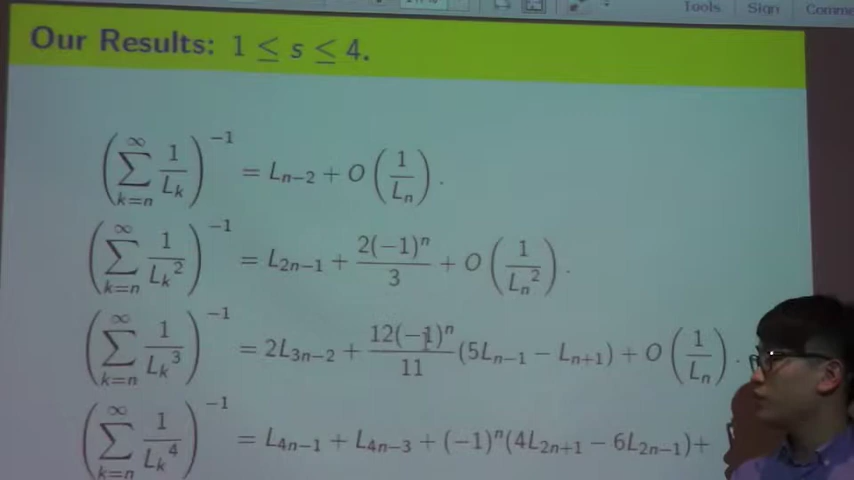 Tools Sign
Our Results: 1 ≤ s ≤ 4.
(∑_{k=n}^{∞} 1/L_k)^{-1} = L_{n-2} + O(1/L_n).
(∑_{k=n}^{∞} 1/L_k^2)^{-1} = L_{2n-1} + 2(-1)^n/3 + O(1/L_n^2).
(∑_{k=n}^{∞} 1/L_k^3)^{-1} = 2L_{3n-2} + 12(-1)^n/11 (5L_{n-1} - L_{n+1}) + O(1/L_n).
(∑_{k=n}^{∞} 1/L_k^4)^{-1} = L_{4n-1} + L_{4n-3} + (-1)^n(4L_{2n+1} - 6L_{2n-1})+